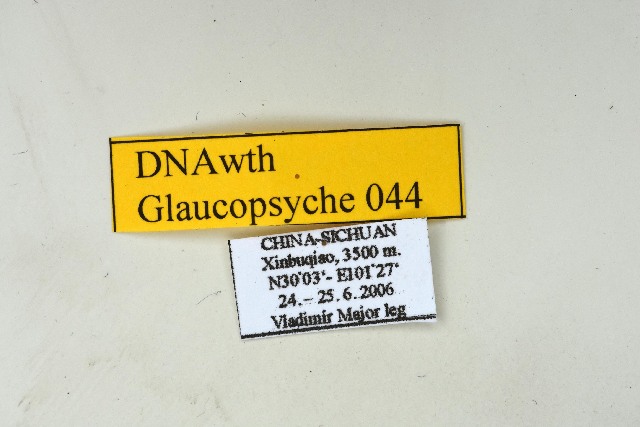 DNAwth
Glaucopsyche 044
CHINA-SICHUAN
Xinbuqiao, 3500 m.
N30°03'- E101°27'
24.- 25.6.2006
Vladimir Major leg